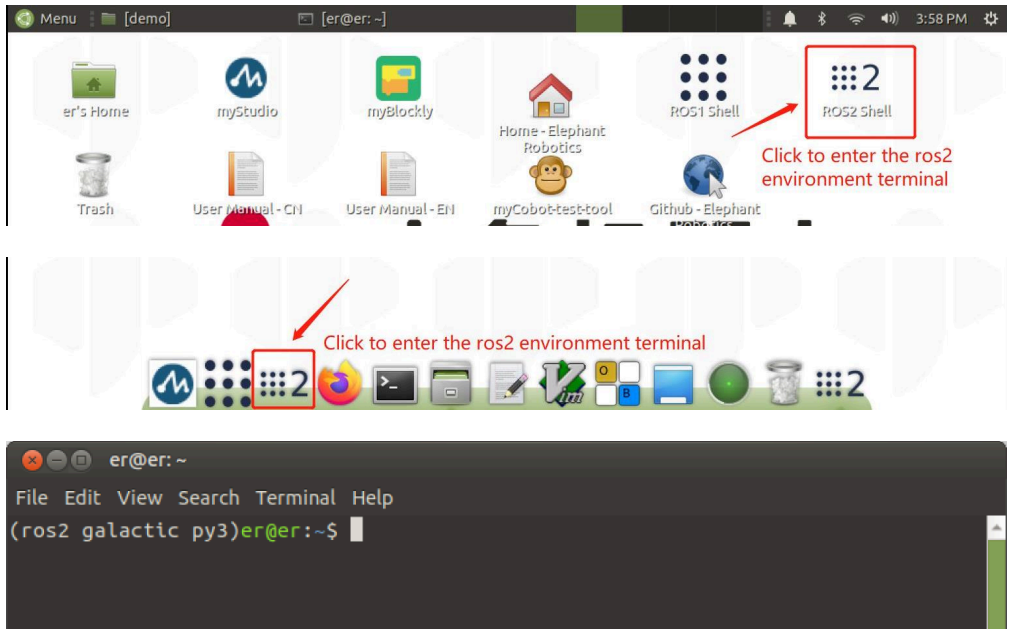 Menu [demo] [er@er: ~] 3:58 PM
2
er's Home myStudio myBlockly ROS1 Shell ROS2 Shell
Home - Elephant
Robotics
Click to enter the ros2
environment terminal
Trash User Manual - CN User Manual - EN myCobot-test-tool Github - Elephant
Robotics
Click to enter the ros2 environment terminal
2 >_ Vim O B 2
er@er: ~
File Edit View Search Terminal Help
(ros2 galactic py3)er@er:~$